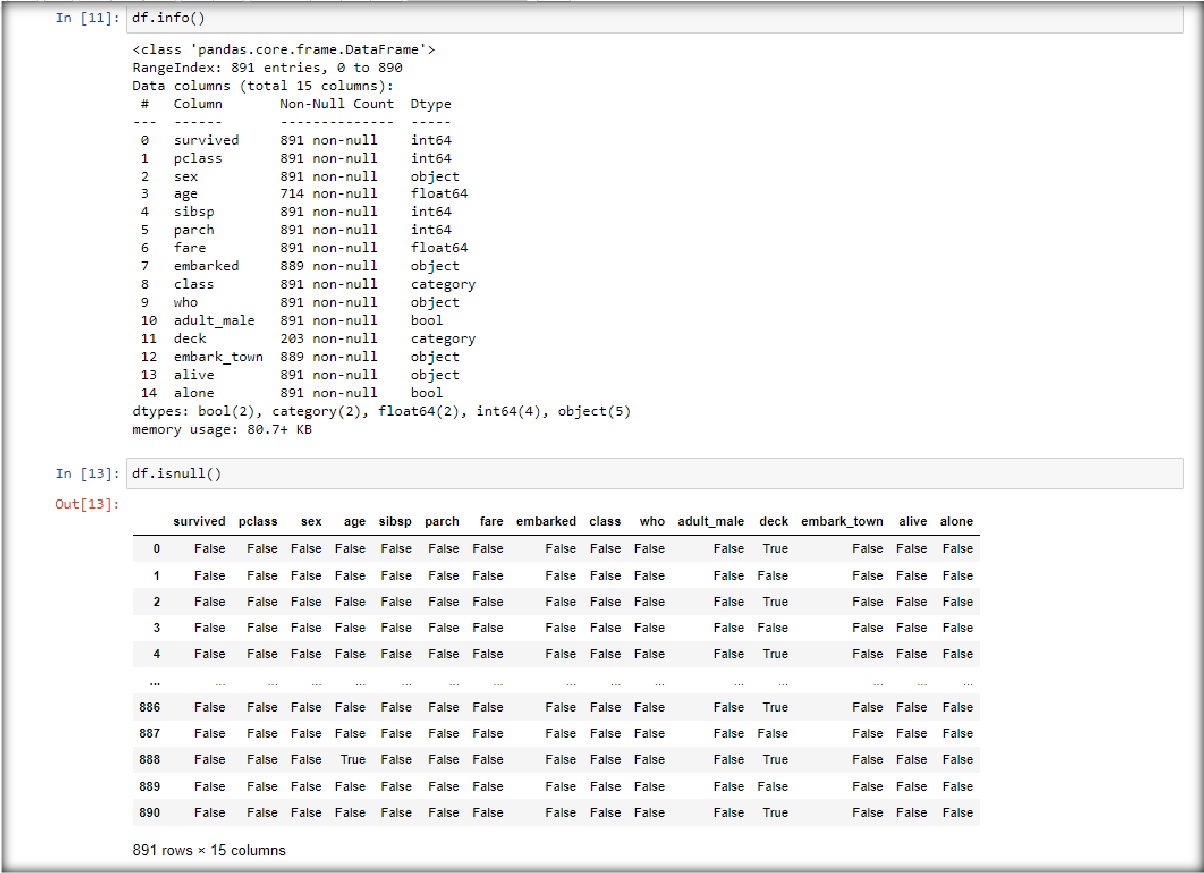 In [11]: df.info()
<class 'pandas.core.frame.DataFrame'>
RangeIndex: 891 entries, 0 to 890
Data columns (total 15 columns):
 #   Column       Non-Null Count  Dtype
---  ------       --------------  -----
 0   survived     891 non-null    int64
 1   pclass       891 non-null    int64
 2   sex          891 non-null    object
 3   age          714 non-null    float64
 4   sibsp        891 non-null    int64
 5   parch        891 non-null    int64
 6   fare         891 non-null    float64
 7   embarked     889 non-null    object
 8   class        891 non-null    category
 9   who          891 non-null    object
 10  adult_male   891 non-null    bool
 11  deck         203 non-null    category
 12  embark_town  889 non-null    object
 13  alive        891 non-null    object
 14  alone        891 non-null    bool
dtypes: bool(2), category(2), float64(2), int64(4), object(5)
memory usage: 80.7+ KB
In [13]: df.isnull()
Out[13]:
survived pclass sex age sibsp parch fare embarked class who adult_male deck embark_town alive alone
0 False False False False False False False False False False False True False False False
1 False False False False False False False False False False False False False False False
2 False False False False False False False False False False False True False False False
3 False False False False False False False False False False False False False False False
4 False False False False False False False False False False False True False False False
... ... ... ... ... ... ... ... ... ... ... ... ... ... ... ...
886 False False False False False False False False False False False True False False False
887 False False False False False False False False False False False False False False False
888 False False False True False False False False False False False True False False False
889 False False False False False False False False False False False False False False False
890 False False False False False False False False False False False True False False False
891 rows × 15 columns